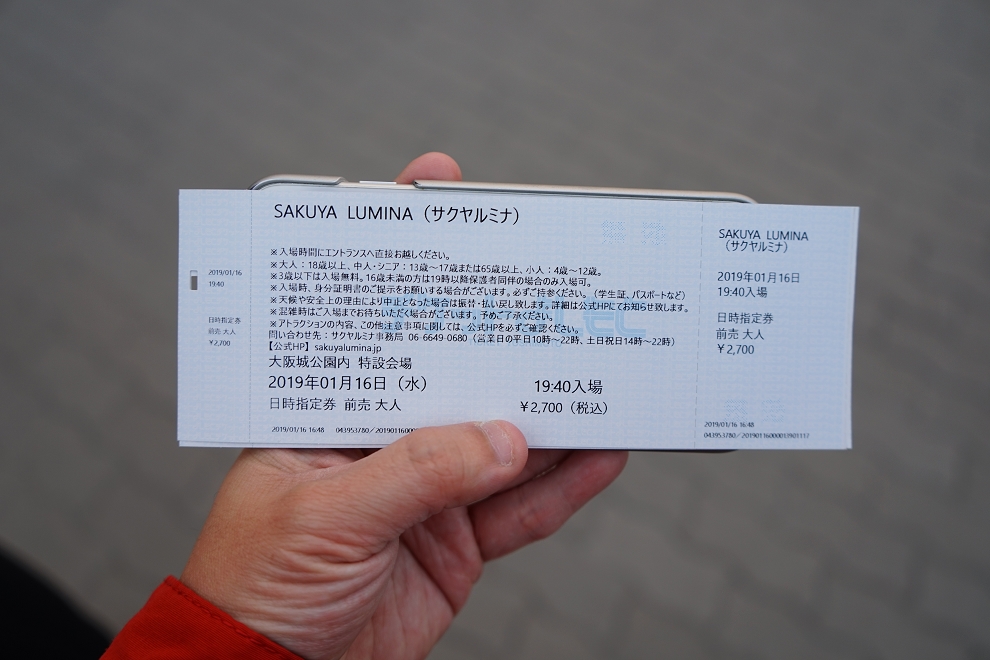 2019/01/16
19:40
日時指定券
前売 大人
¥2,700
SAKUYA LUMINA（サクヤルミナ）
※入場時間にエントランスへ直接お越しください。
※大人：18歳以上、中人・シニア：13歳～17歳または65歳以上、小人：4歳～12歳。
※3歳以下は入場無料。16歳未満の方は19時以降保護者同伴の場合のみ入場可。
※入場時、身分証明書のご提示をお願いする場合がございます。必ずご持参ください。（学生証、パスポートなど）
※天候や安全上の理由により中止となった場合は振替・払い戻し致します。詳細は公式HPにてお知らせ致します。
※混雑時はご入場までお待ちいただく場合がございます。予めご了承ください。
※アトラクションの内容、この他注意事項に関しては、公式HPを必ずご確認ください。
問い合わせ先：サクヤルミナ事務局 06-6649-0680（営業日の平日10時～22時、土日祝日14時～22時）
【公式HP】sakuyalumina.jp
大阪城公園内 特設会場
2019年01月16日（水） 19:40入場
日時指定券 前売 大人 ¥2,700（税込）
2019/01/16 16:48 043953780／2019011600001
SAKUYA LUMINA
（サクヤルミナ）
2019年01月16日
19:40入場
日時指定券
前売 大人
¥2,700
2019/01/16 16:48